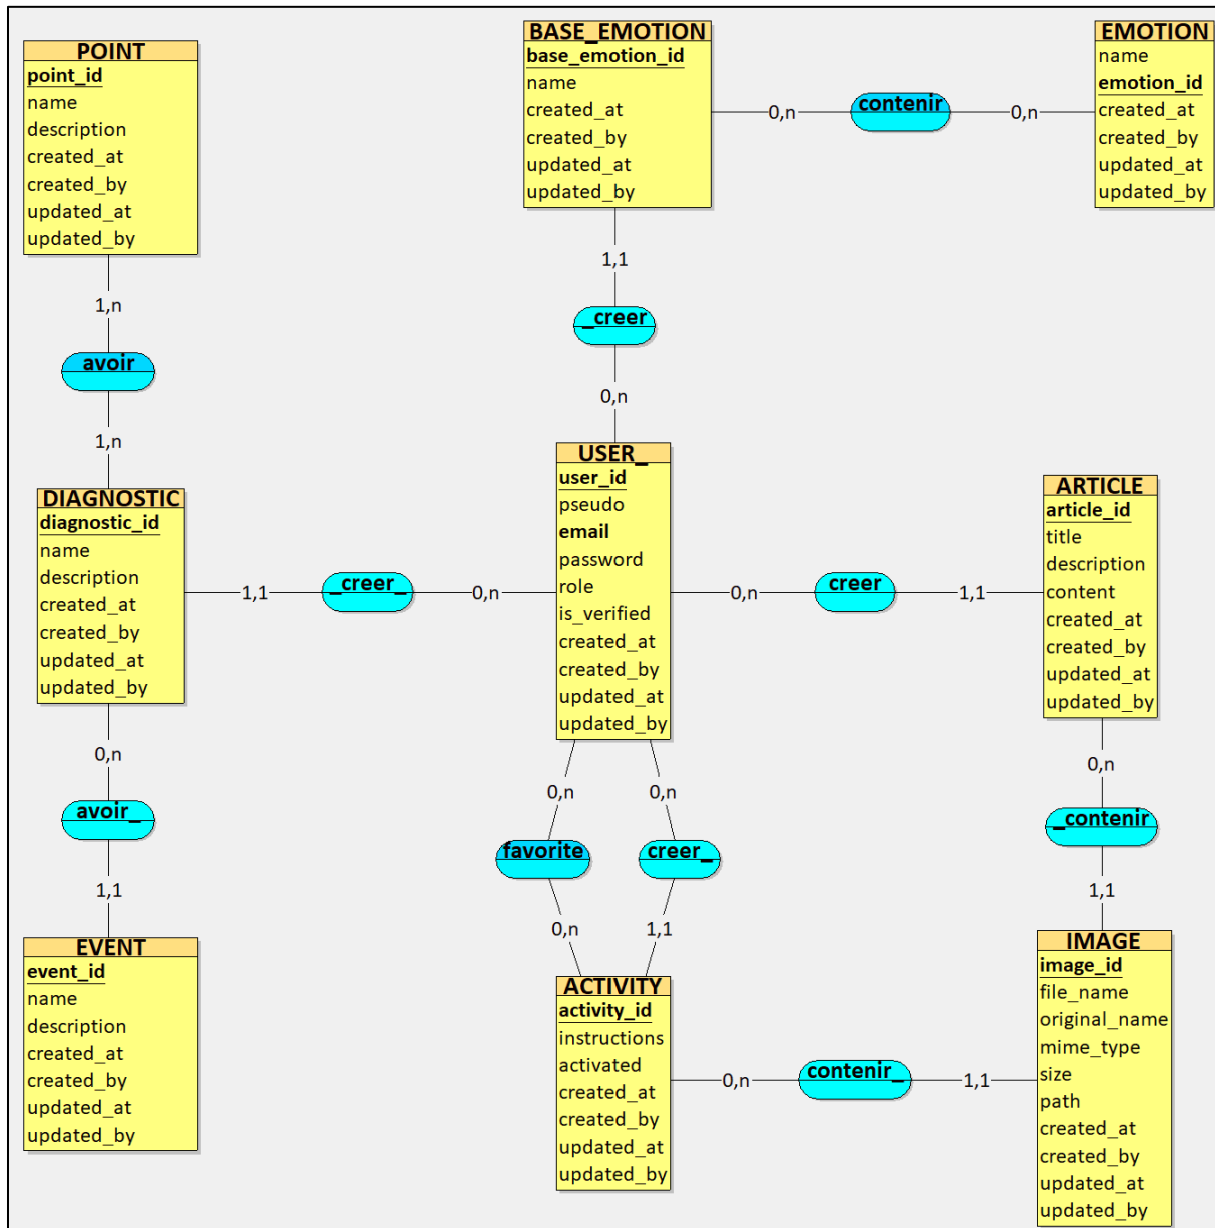 POINT
point_id
name
description
created_at
created_by
updated_at
updated_by
BASE_EMOTION
base_emotion_id
name
created_at
created_by
updated_at
updated_by
0,n
contenir
0,n
EMOTION
name
emotion_id
created_at
created_by
updated_at
updated_by
1,n
avoir
1,n
1,1
_creer
0,n
DIAGNOSTIC
diagnostic_id
name
description
created_at
created_by
updated_at
updated_by
1,1
_creer_
0,n
USER_
user_id
pseudo
email
password
role
is_verified
created_at
created_by
updated_at
updated_by
0,n
creer
1,1
ARTICLE
article_id
title
description
content
created_at
created_by
updated_at
updated_by
0,n
avoir_
1,1
0,n
favorite
0,n
0,n
creer_
1,1
0,n
_contenir
1,1
EVENT
event_id
name
description
created_at
created_by
updated_at
updated_by
ACTIVITY
activity_id
instructions
activated
created_at
created_by
updated_at
updated_by
0,n
contenir_
1,1
IMAGE
image_id
file_name
original_name
mime_type
size
path
created_at
created_by
updated_at
updated_by